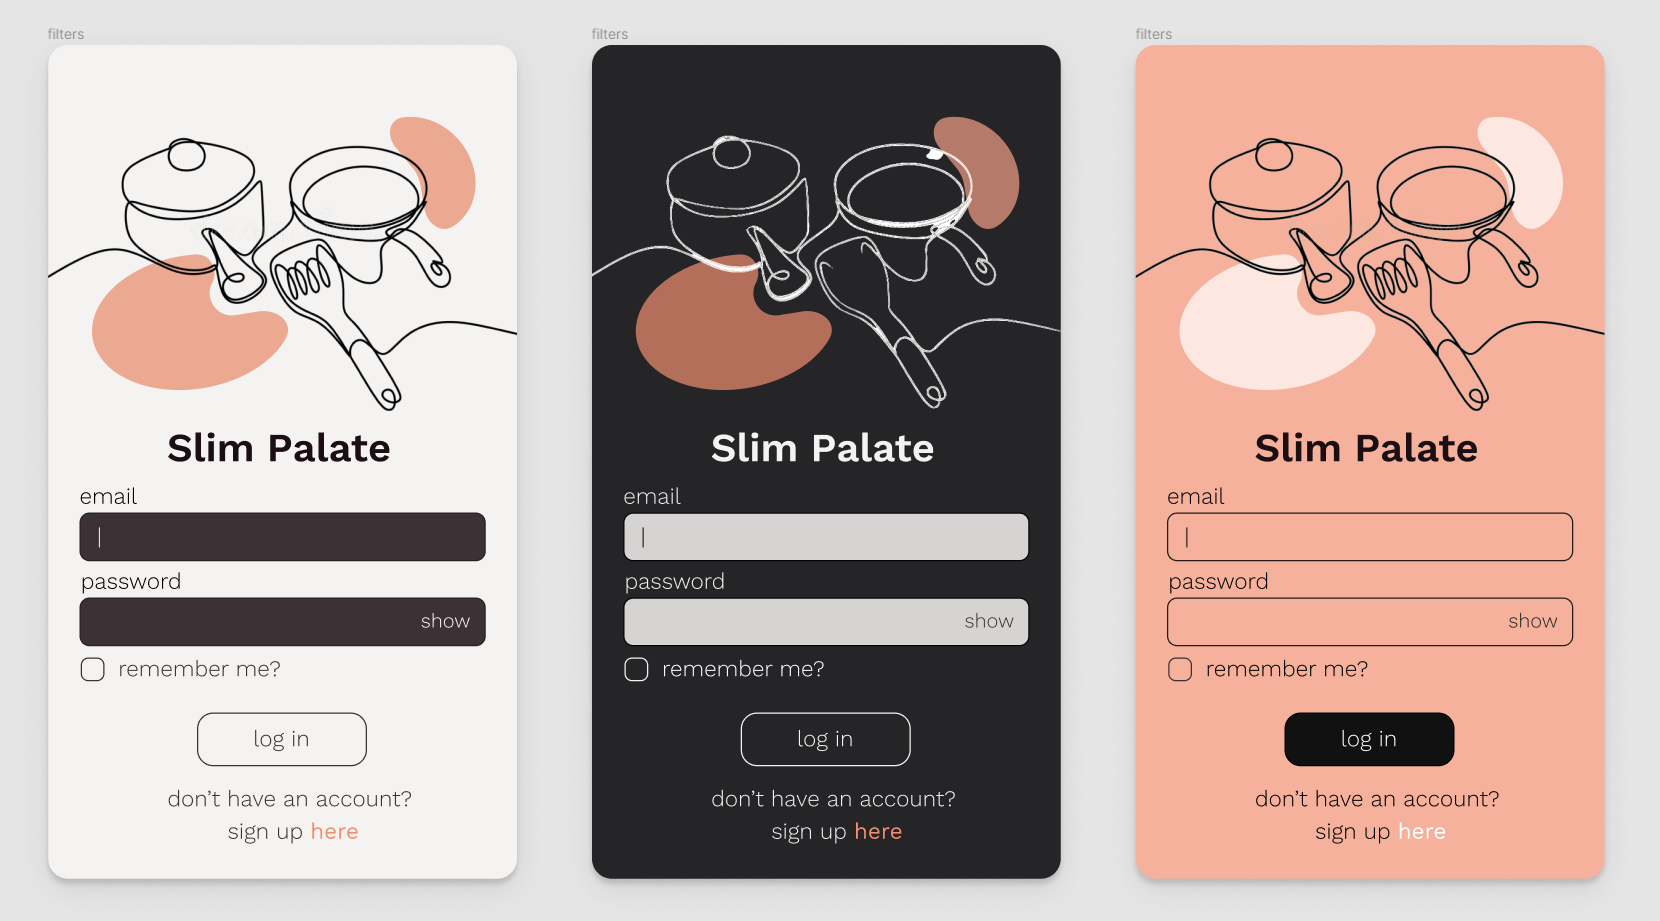 filters
Slim Palate
email
password
show
remember me?
log in
don’t have an account?
sign up here
filters
Slim Palate
email
password
show
remember me?
log in
don’t have an account?
sign up here
filters
Slim Palate
email
password
show
remember me?
log in
don’t have an account?
sign up here